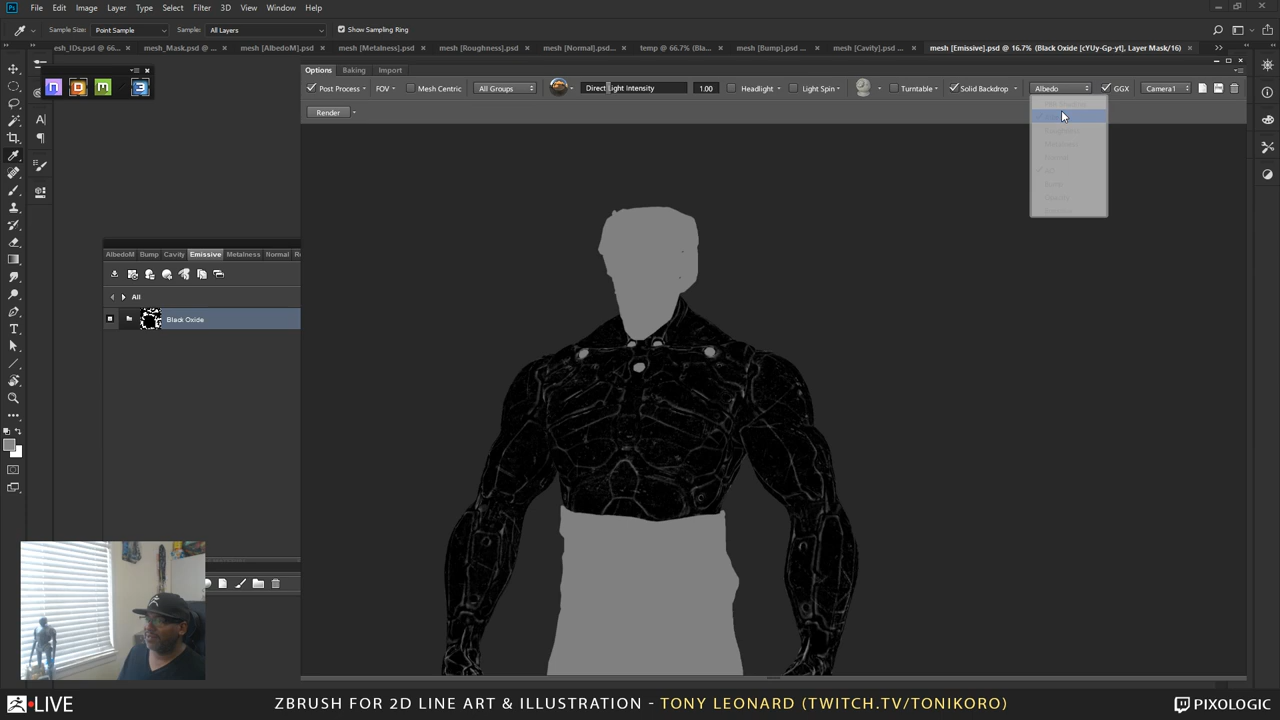 Ps File Edit Image Layer Type Select Filter 3D View Window Help
Sample Size: Point Sample Sample: All Layers Show Sampling Ring
esh_IDs.psd @ 66... × mesh_Mask.psd @ ... × mesh [AlbedoM].psd × mesh [Metalness].psd × mesh [Roughness].psd × mesh [Normal].psd... × temp @ 66.7% (Bla... × mesh [Bump].psd ... × mesh [Cavity].psd ... × mesh [Emissive].psd @ 16.7% (Black Oxide [cYUy-Gp-yt], Layer Mask/16) ×
Options Baking Import
Post Process FOV Mesh Centric All Groups Direct Light Intensity 1.00 Headlight Light Spin Turntable Solid Backdrop Albedo GGX Camera1
Render
AO
AlbedoM Bump Cavity Emissive Metalness Normal
All
Black Oxide
LIVE
ZBRUSH FOR 2D LINE ART & ILLUSTRATION - TONY LEONARD (TWITCH.TV/TONIKORO)
PIXOLOGIC